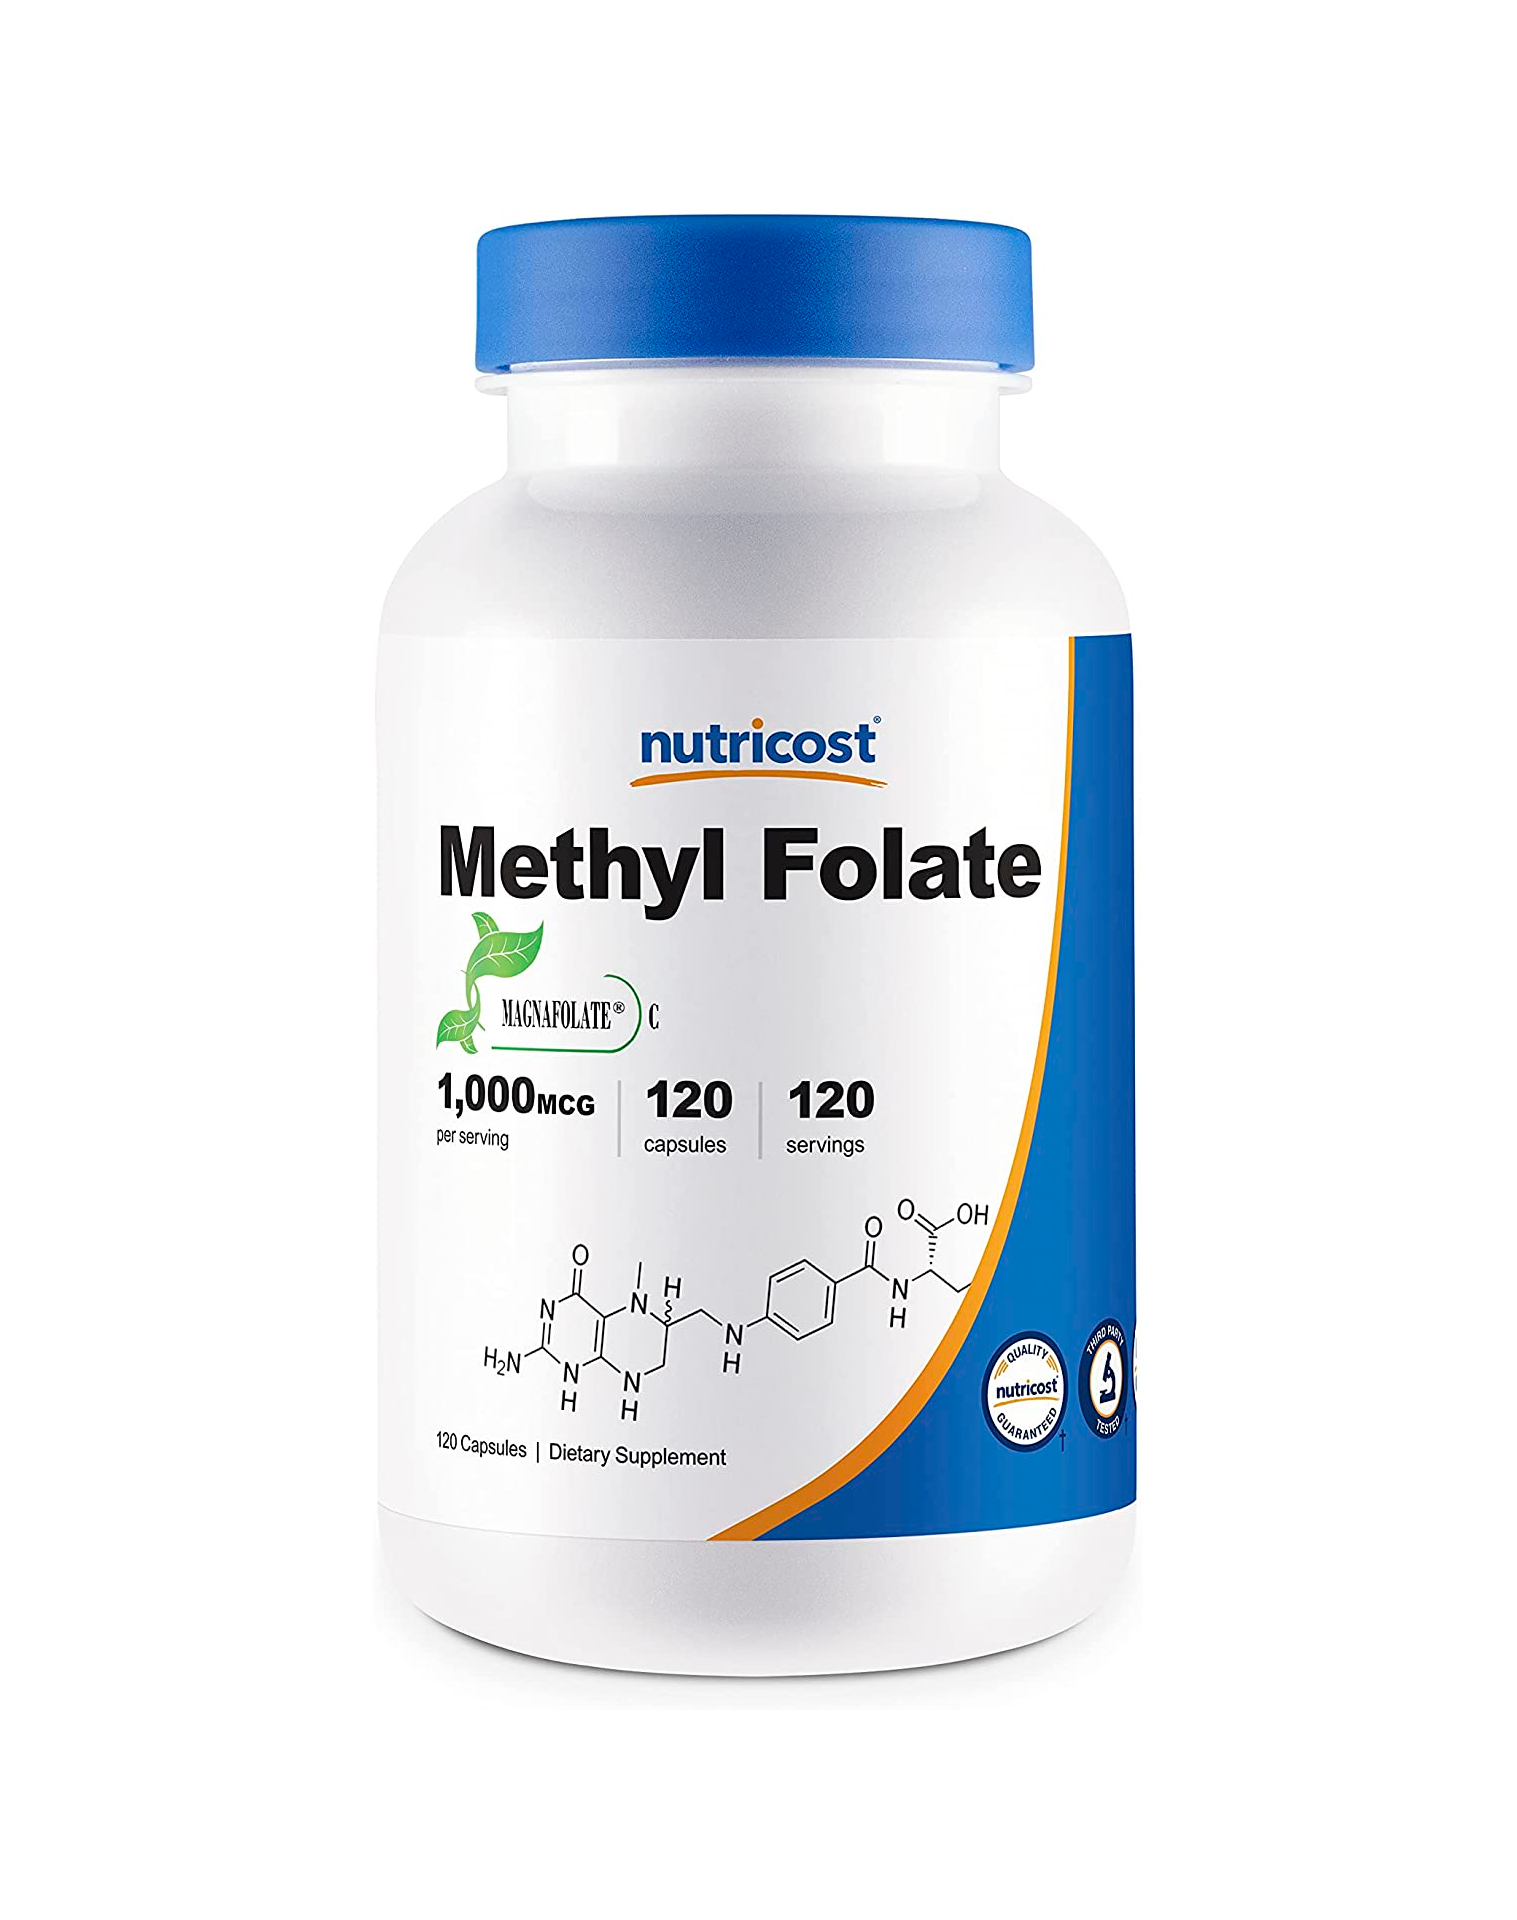 nutricost®
Methyl Folate
MAGNAFOLATE® C
1,000MCG | 120 | 120
per serving capsules servings
O
O OH
O
N N H
N H
H2N N N N
H H H
120 Capsules | Dietary Supplement
QUALITY
nutricost
GUARANTEED†
THIRD PARTY
TESTED†